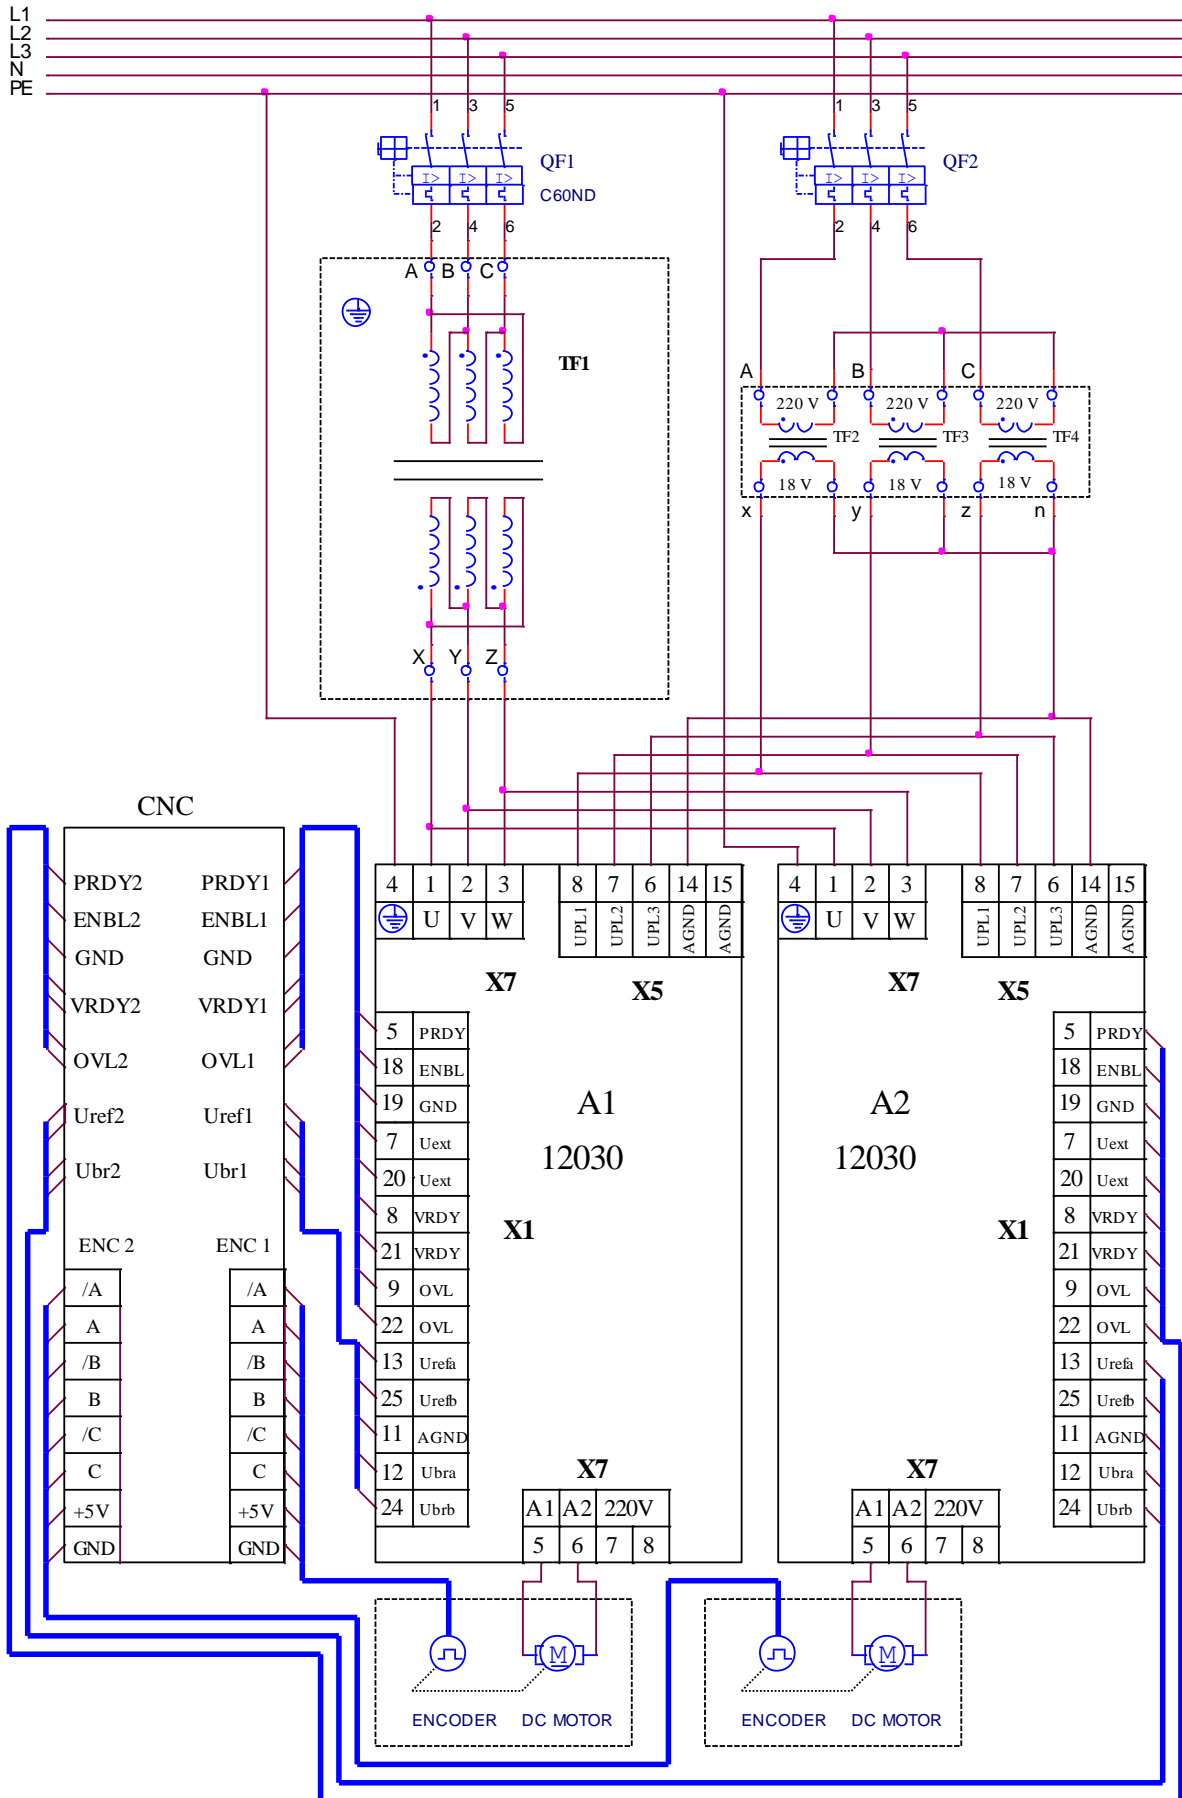 L1
L2
L3
N
PE
1 3 5
1 3 5
QF1
QF2
I> I> I>
I> I> I>
C60ND
2 4 6
2 4 6
A B C
TF1
A B C
220 V 220 V 220 V
TF2 TF3 TF4
18 V 18 V 18 V
x y z n
X Y Z
CNC
PRDY2 PRDY1
ENBL2 ENBL1
GND GND
VRDY2 VRDY1
OVL2 OVL1
Uref2 Uref1
Ubr2 Ubr1
ENC 2 ENC 1
/A /A
A A
/B /B
B B
/C /C
C C
+5V +5V
GND GND
4 1 2 3 8 7 6 14 15
U V W UPL1 UPL2 UPL3 AGND AGND
X7 X5
5 PRDY
18 ENBL
19 GND
7 Uext
20 Uext
8 VRDY
21 VRDY
9 OVL
22 OVL
13 Urefa
25 Urefb
11 AGND
12 Ubra
24 Ubrb
A1
12030
X1
X7
A1 A2 220V
5 6 7 8
4 1 2 3 8 7 6 14 15
U V W UPL1 UPL2 UPL3 AGND AGND
X7 X5
A2
12030
X1
5 PRDY
18 ENBL
19 GND
7 Uext
20 Uext
8 VRDY
21 VRDY
9 OVL
22 OVL
13 Urefa
25 Urefb
11 AGND
12 Ubra
24 Ubrb
X7
A1 A2 220V
5 6 7 8
M
ENCODER DC MOTOR
M
ENCODER DC MOTOR